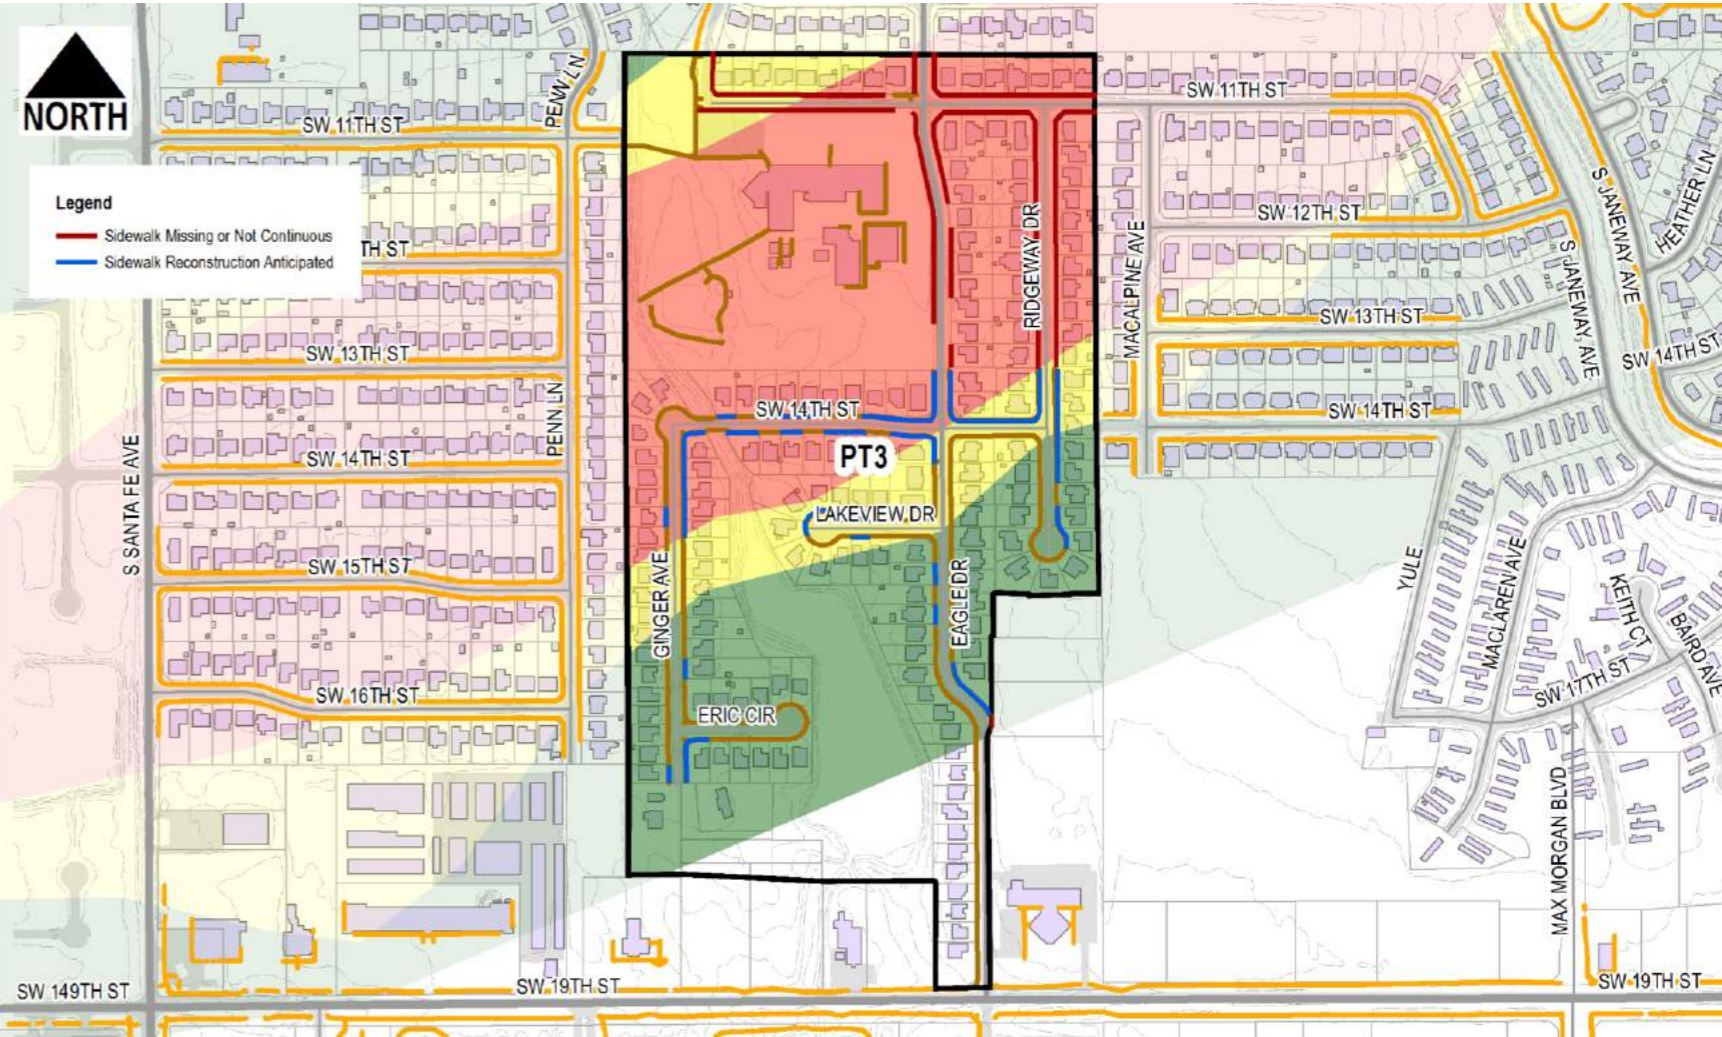 NORTH
Legend
Sidewalk Missing or Not Continuous
Sidewalk Reconstruction Anticipated
SW 11TH ST
PENN LN
SW 11TH ST
S JANEWAY AVE
HEATHER LN
TH ST
SW 12TH ST
RIDGEWAY DR
MACALPINE AVE
S JANEWAY AVE
SW 13TH ST
SW 13TH ST
SW 14TH ST
PENN LN
SW 14TH ST
SW 14TH ST
S SANTA FE AVE
SW 14TH ST
PT3
LAKEVIEW DR
SW 15TH ST
GINGER AVE
EAGLE DR
YULE
MACLAREN AVE
KEITH CT
BAIRD AVE
SW 16TH ST
SW 17TH ST
ERIC CIR
MAX MORGAN BLVD
SW 149TH ST
SW 19TH ST
SW 19TH ST